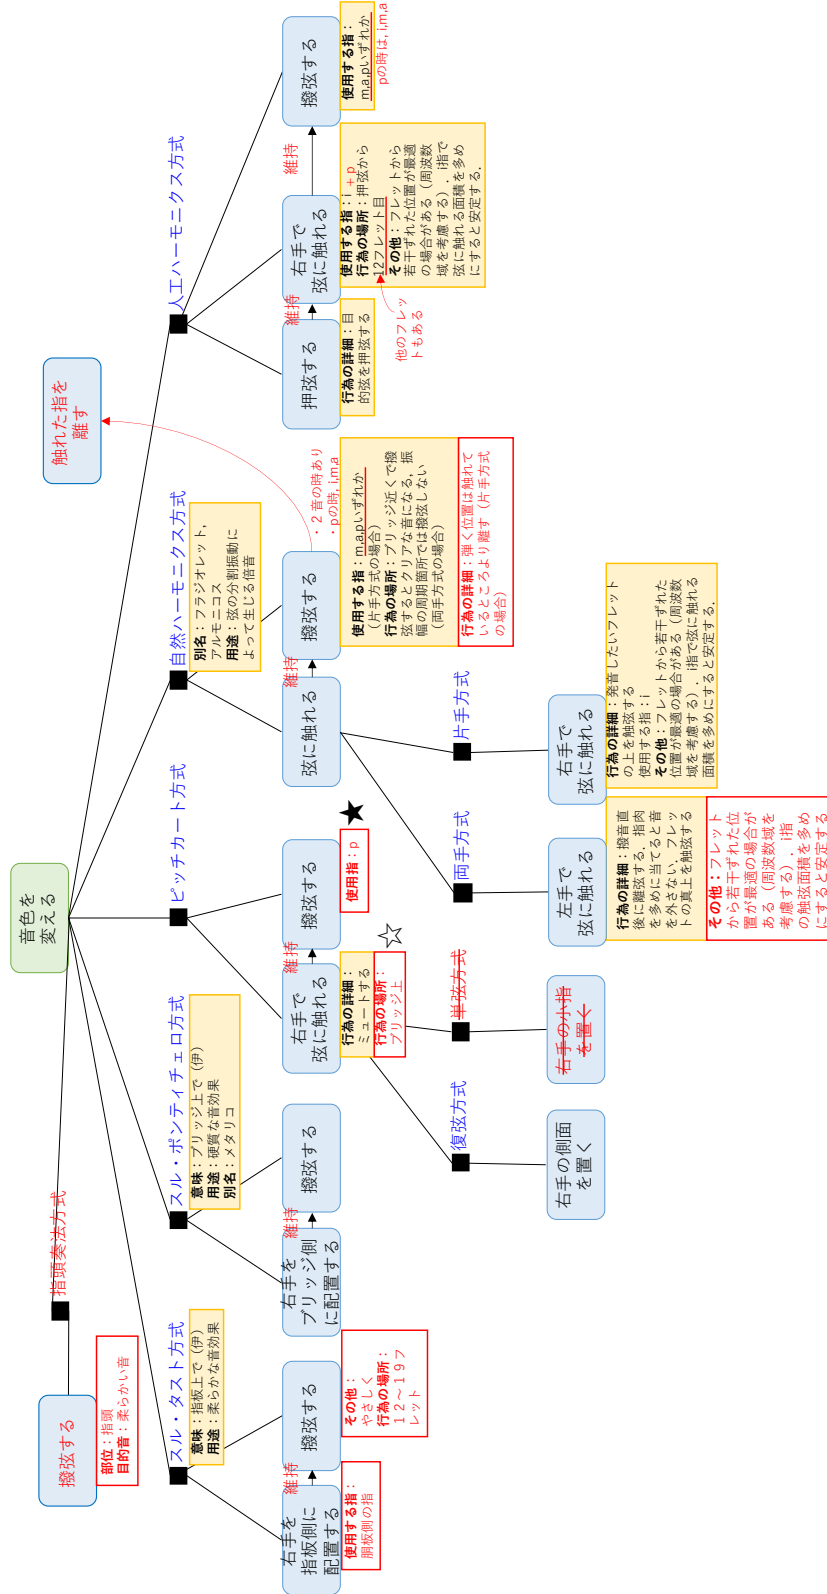 音色を
変える
指頭奏法方式
撥弦する
部位：指頭
目的音：柔らかい音
スル・タスト方式
意味：指板上で（伊）
用途：柔らかな音効果
右手を
指板側に
配置する
維持
撥弦する
使用する指：
胴板側の指
その他：
やさしく
行為の場所：
１２～１９フ
レット
スル・ポンティチェロ方式
意味：ブリッジ上で（伊）
用途：硬質な音効果
別名：メタリコ
右手を
ブリッジ側
に配置する
維持
撥弦する
ピッチカート方式
右手で
弦に触れる
維持
撥弦する
行為の詳細：
ミュートする
行為の場所：
ブリッジ上
☆
使用指：p
★
復弦方式
右手の側面
を置く
単弦方式
右手の小指
を置く
自然ハーモニクス方式
別名：フラジオレット,
アルモニコス
用途：弦の分割振動に
よって生じる倍音
弦に触れる
維持
撥弦する
・２音の時あり
・pの時, i,m,a
使用する指：m,a,pいずれか
（片手方式の場合）
行為の場所：ブリッジ近くで撥
弦するとクリアな音になる, 振
幅の周期箇所では撥弦しない
（両手方式の場合）
行為の詳細：弾く位置は触れて
いるところより離す（片手方式
の場合）
触れた指を
離す
両手方式
左手で
弦に触れる
行為の詳細：撥音直
後に離弦する, 指肉
を多めに当てると音
を外さない, フレッ
トの真上を触弦する
その他：フレット
から若干ずれた位
置が最適の場合が
ある（周波数域を
考慮する）. i指
の触弦面積を多め
にすると安定する
片手方式
右手で
弦に触れる
行為の詳細：発音したいフレット
の上を触弦する
使用する指：i
その他：フレットから若干ずれた
位置が最適の場合がある（周波数
域を考慮する）. i指で弦に触れる
面積を多めにすると安定する.
人工ハーモニクス方式
押弦する
維持
右手で
弦に触れる
維持
撥弦する
行為の詳細：目
的弦を押弦する
使用する指：i ＋p
行為の場所：押弦から
12フレット目
その他：フレットから
若干ずれた位置が最適
の場合がある（周波数
域を考慮する）. i指で
弦に触れる面積を多め
にすると安定する.
他のフレッ
トもある
使用する指：
m,a,pいずれか
pの時は, i,m,a